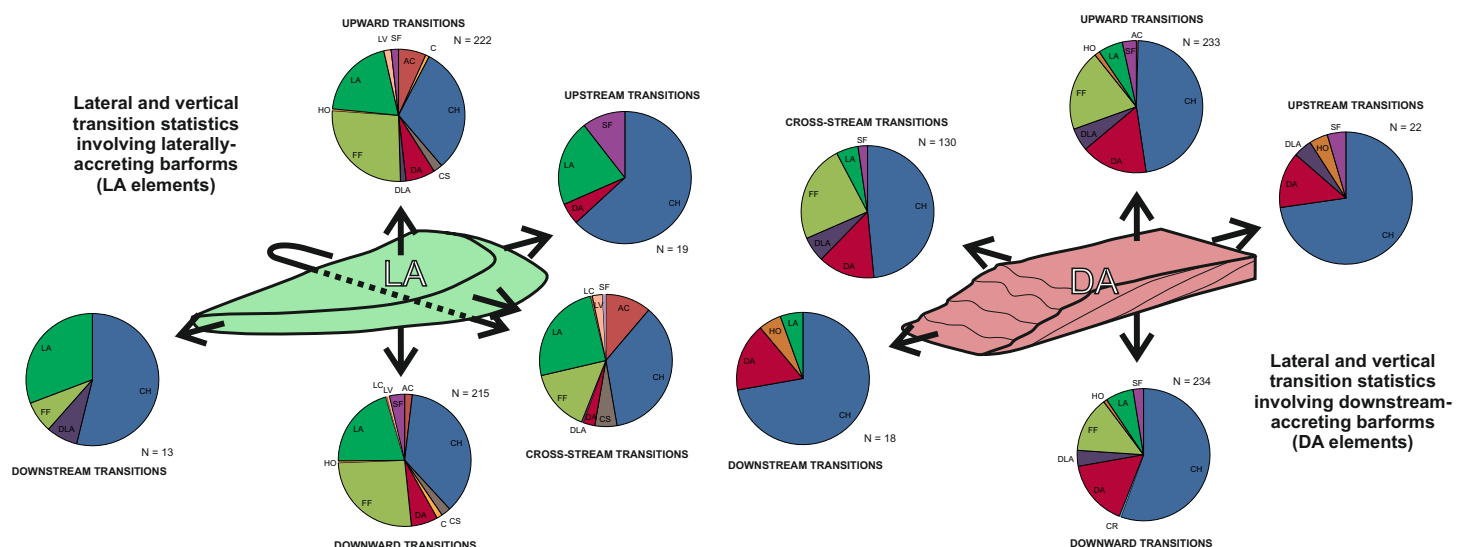 UPWARD TRANSITIONS
N = 222
LV
SF
AC
C
CH
CS
DA
DLA
FF
HO
LA
Lateral and vertical
transition statistics
involving laterally-
accreting barforms
(LA elements)
UPSTREAM TRANSITIONS
SF
LA
DA
CH
N = 19
LA
LA
FF
DLA
CH
N = 13
DOWNSTREAM TRANSITIONS
LC
LV
SF
AC
N = 215
CH
CS
C
DA
FF
HO
LA
DOWNWARD TRANSITIONS
LC
LV
SF
AC
CH
CS
DA
DLA
FF
LA
CROSS-STREAM TRANSITIONS
UPWARD TRANSITIONS
N = 233
AC
SF
LA
HO
FF
DLA
DA
CH
CROSS-STREAM TRANSITIONS
N = 130
SF
LA
FF
DLA
DA
CH
UPSTREAM TRANSITIONS
N = 22
SF
HO
DLA
DA
CH
DA
LA
HO
DA
CH
N = 18
DOWNSTREAM TRANSITIONS
SF
N = 234
HO
LA
FF
DLA
DA
CR
CH
DOWNWARD TRANSITIONS
Lateral and vertical
transition statistics
involving downstream-
accreting barforms
(DA elements)